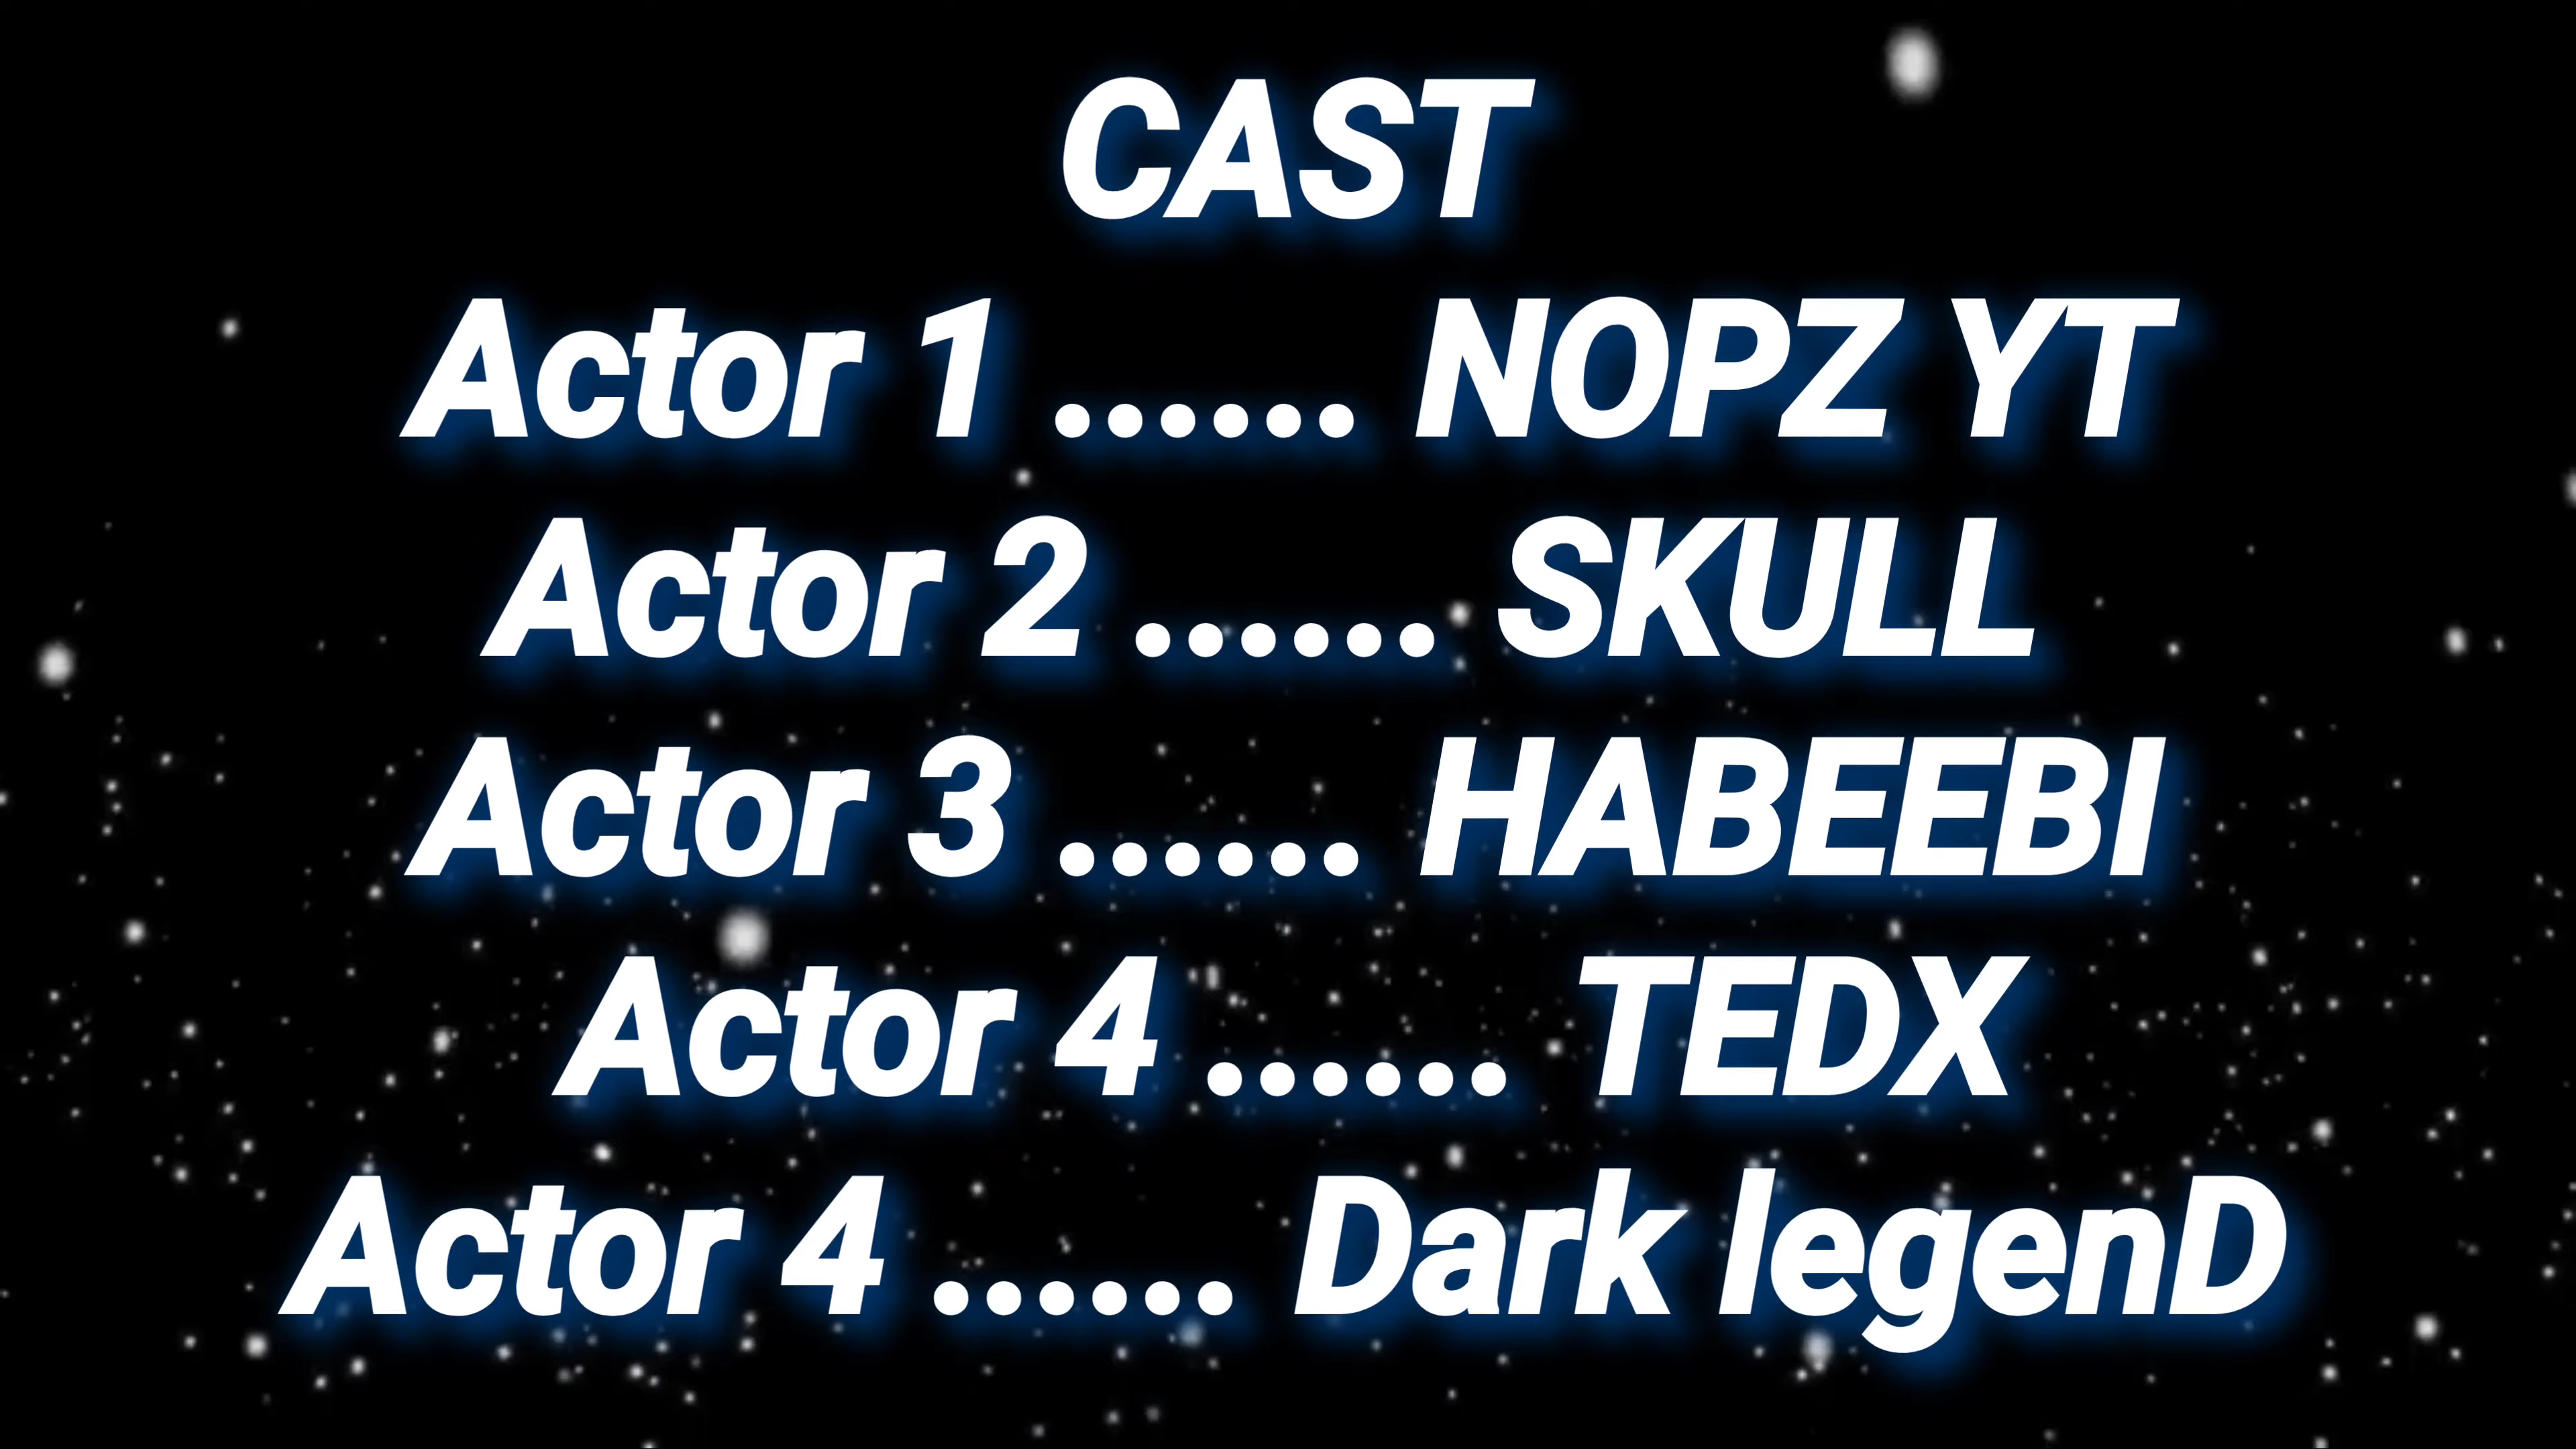 CAST
Actor 1 ...... NOPZ YT
Actor 2 ...... SKULL
Actor 3 ...... HABEEBI
Actor 4 ...... TEDX
Actor 4 ...... Dark legenD